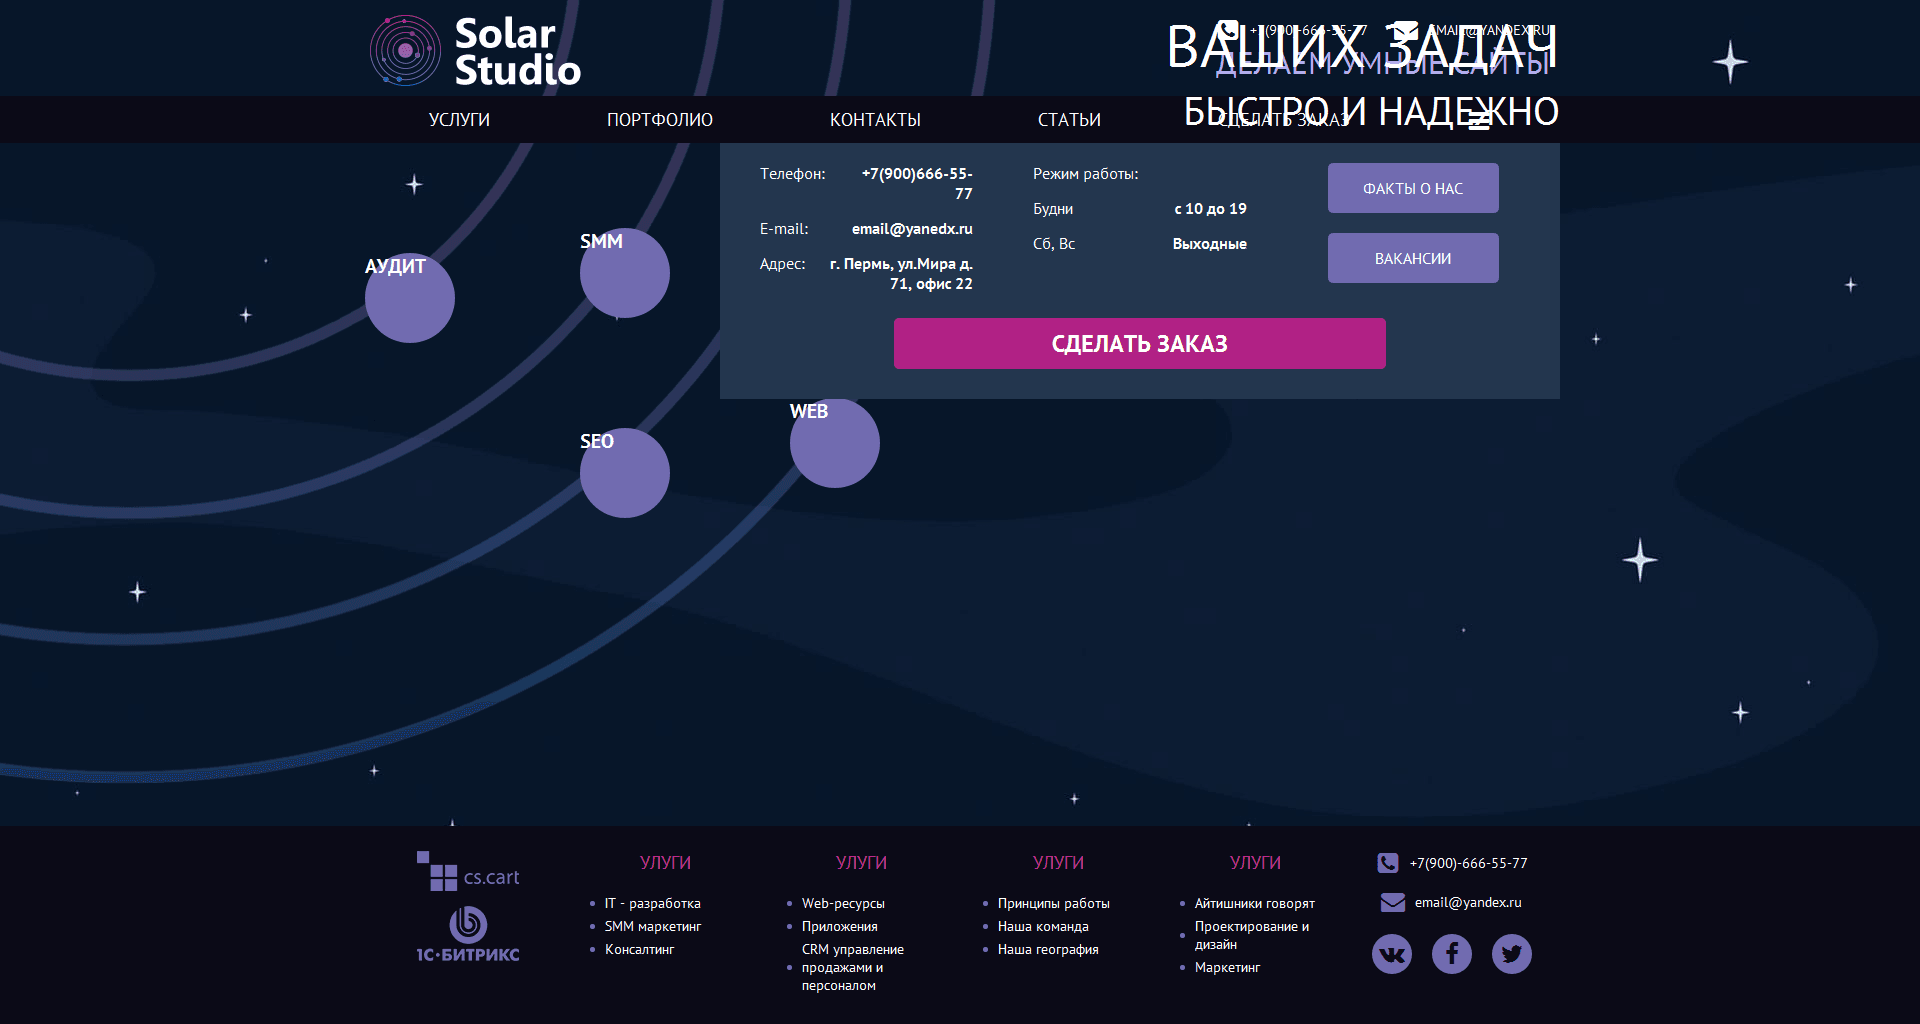 Solar
Studio
+7(900)-666-55-77
EMAIL@YANDEX.RU
ВАШИХ ЗАДАЧ
ДЕЛАЕМ УМНЫЕ САЙТЫ
БЫСТРО И НАДЕЖНО
УСЛУГИ
ПОРТФОЛИО
КОНТАКТЫ
СТАТЬИ
СДЕЛАТЬ ЗАКАЗ
Телефон:
+7(900)666-55-
77
E-mail:
email@yanedx.ru
Адрес:
г. Пермь, ул.Мира д.
71, офис 22
Режим работы:
Будни
с 10 до 19
Сб, Вс
Выходные
ФАКТЫ О НАС
ВАКАНСИИ
СДЕЛАТЬ ЗАКАЗ
АУДИТ
SMM
SEO
WEB
cs.cart
1С·БИТРИКС
УЛУГИ
IT - разработка
SMM маркетинг
Консалтинг
УЛУГИ
Web-ресурсы
Приложения
CRM управление
продажами и
персоналом
УЛУГИ
Принципы работы
Наша команда
Наша география
УЛУГИ
Айтишники говорят
Проектирование и
дизайн
Маркетинг
+7(900)-666-55-77
email@yandex.ru